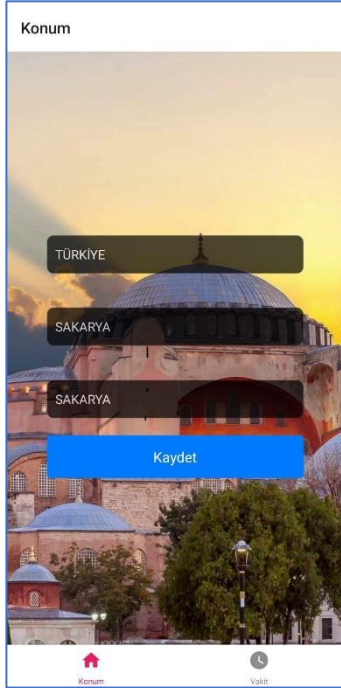 Konum
TÜRKİYE
SAKARYA
SAKARYA
Kaydet
Konum
Vakit